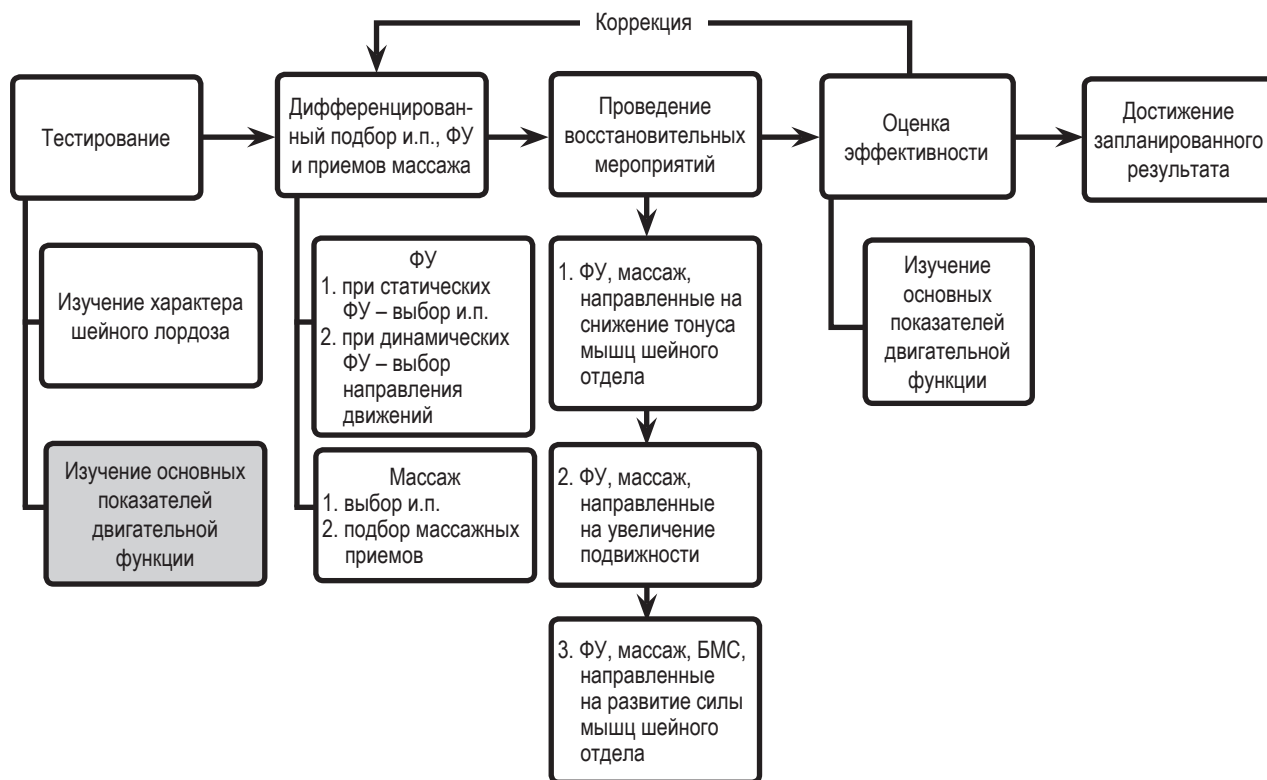 Коррекция
Тестирование
Дифференцирован-
ный подбор и.п., ФУ
и приемов массажа
Проведение
восстановительных
мероприятий
Оценка
эффективности
Достижение
запланированного
результата
Изучение характера
шейного лордоза
Изучение основных
показателей
двигательной
функции
ФУ
1. при статических
ФУ – выбор и.п.
2. при динамических
ФУ – выбор
направления
движений
Массаж
1. выбор и.п.
2. подбор массажных
приемов
1. ФУ, массаж,
направленные на
снижение тонуса
мышц шейного
отдела
2. ФУ, массаж,
направленные
на увеличение
подвижности
3. ФУ, массаж, БМС,
направленные
на развитие силы
мышц шейного
отдела
Изучение
основных
показателей
двигательной
функции